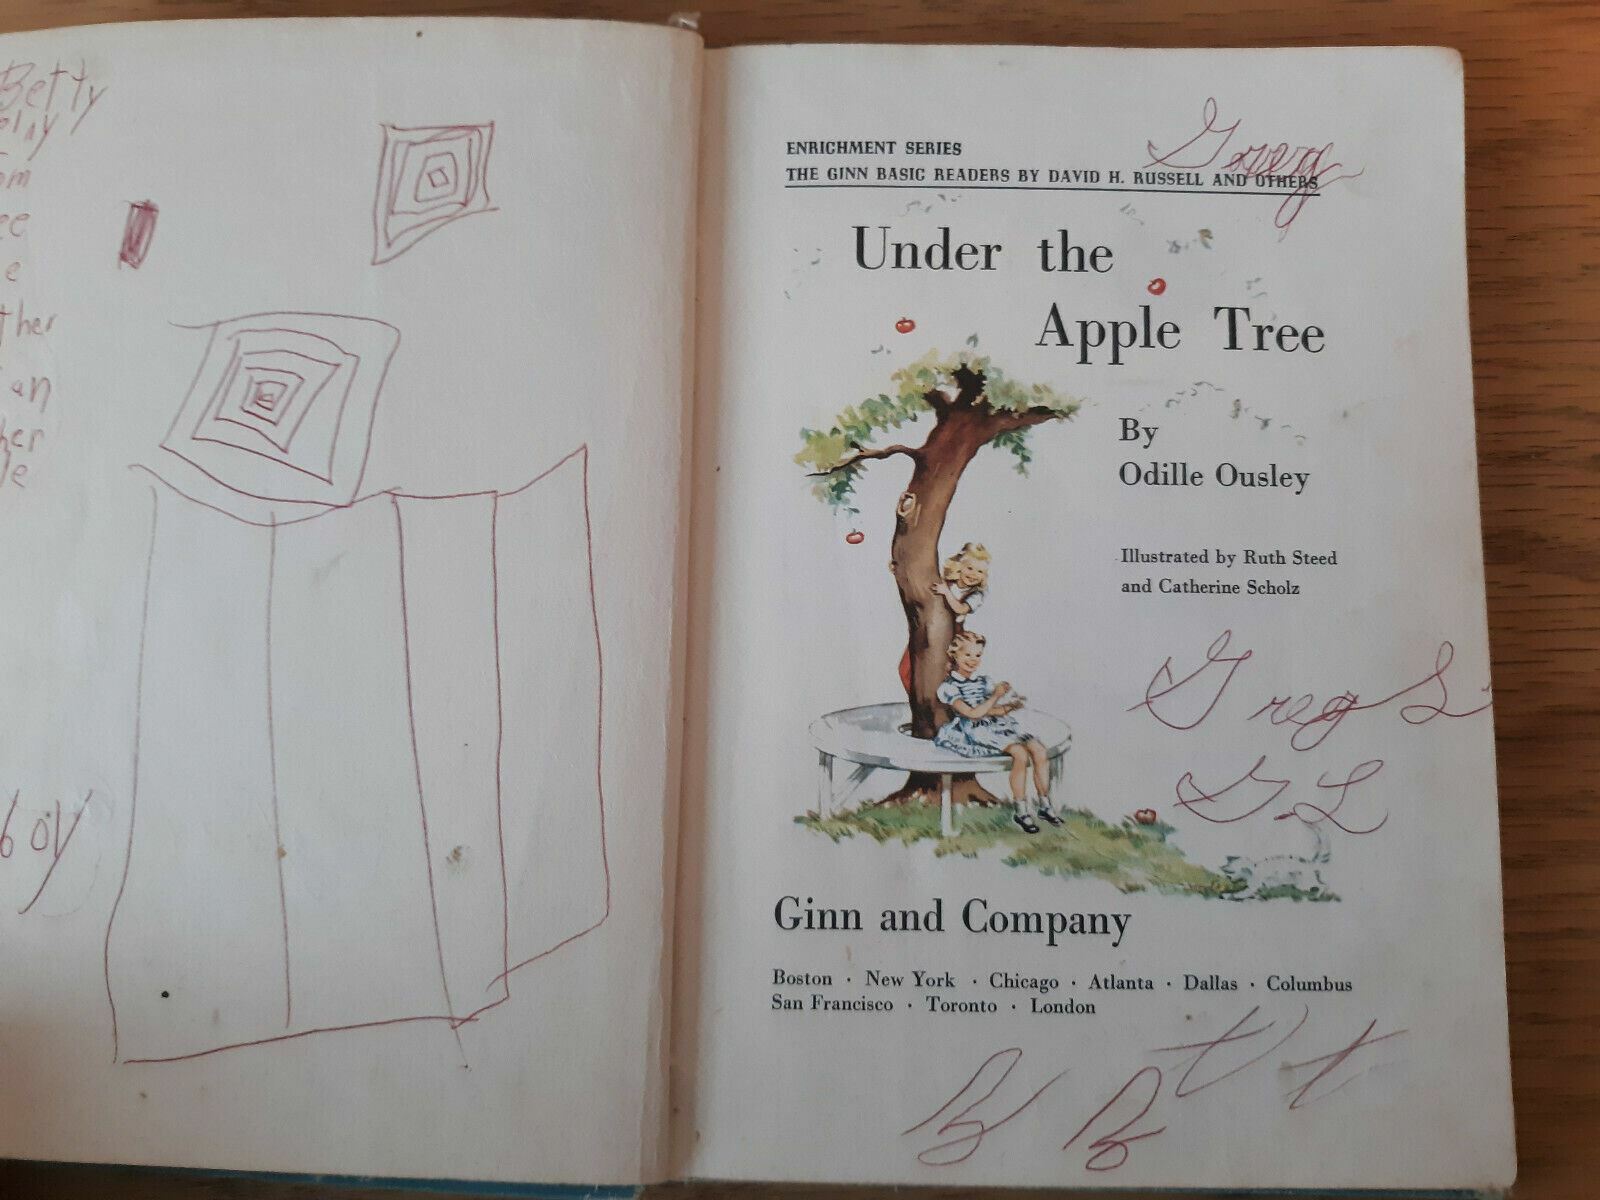 Betty
ther
an
her
boy
ENRICHMENT SERIES
THE GINN BASIC READERS BY DAVID H. RUSSELL AND OTHERS
Greg
Under the
Apple Tree
By
Odille Ousley
Illustrated by Ruth Steed
and Catherine Scholz
Greg L
G.L
Ginn and Company
Boston · New York · Chicago · Atlanta · Dallas · Columbus
San Francisco · Toronto · London
t t